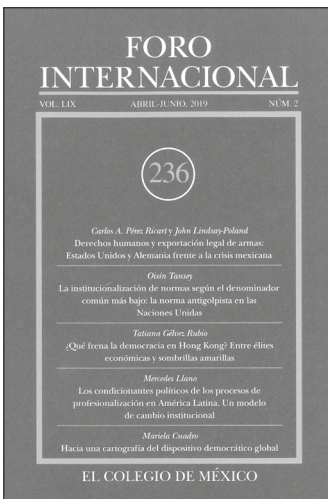 FORO
INTERNACIONAL
VOL. LIX ABRIL-JUNIO, 2019 NÚM. 2
236
Carlos A. Pérez Ricart y John Lindsay-Poland
Derechos humanos y exportación legal de armas:
Estados Unidos y Alemania frente a la crisis mexicana
Oisín Tansey
La institucionalización de normas según el denominador
común más bajo: la norma antigolpista en las
Naciones Unidas
Tatiana Gélvez Rubio
¿Qué frena la democracia en Hong Kong? Entre élites
económicas y sombrillas amarillas
Mercedes Llano
Los condicionantes políticos de los procesos de
profesionalización en América Latina. Un modelo
de cambio institucional
Mariela Cuadro
Hacia una cartografía del dispositivo democrático global
EL COLEGIO DE MÉXICO